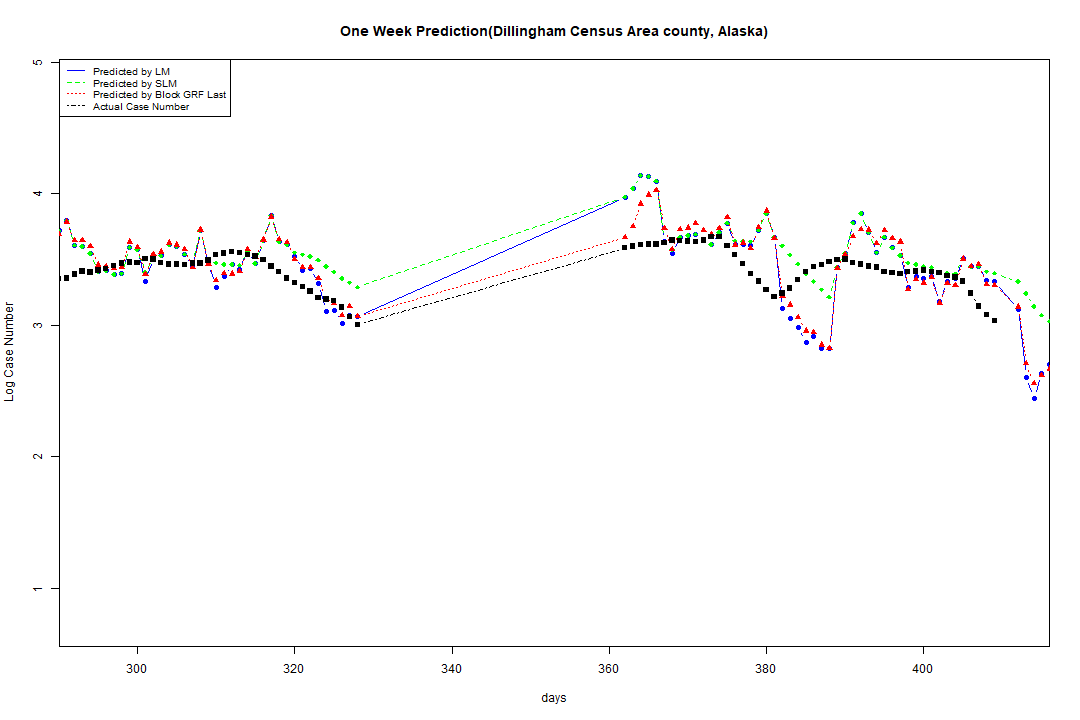 One Week Prediction(Dillingham Census Area county, Alaska)
Predicted by LM
Predicted by SLM
Predicted by Block GRF Last
Actual Case Number
5
4
3
2
1
Log Case Number
300 320 340 360 380 400
days